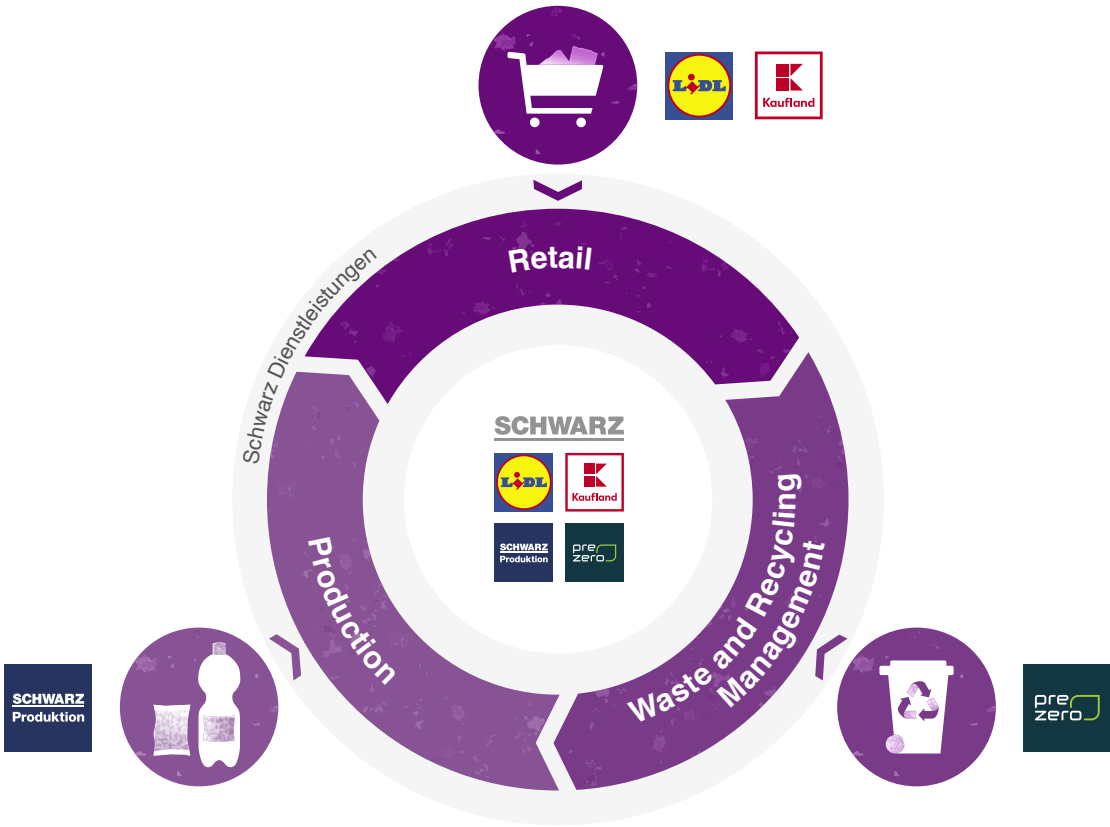 LIDL
Kaufland
Retail
Schwarz Dienstleistungen
SCHWARZ
LIDL
Kaufland
SCHWARZ
Produktion
pre
zero
Production
Waste and Recycling
Management
SCHWARZ
Produktion
pre
zero